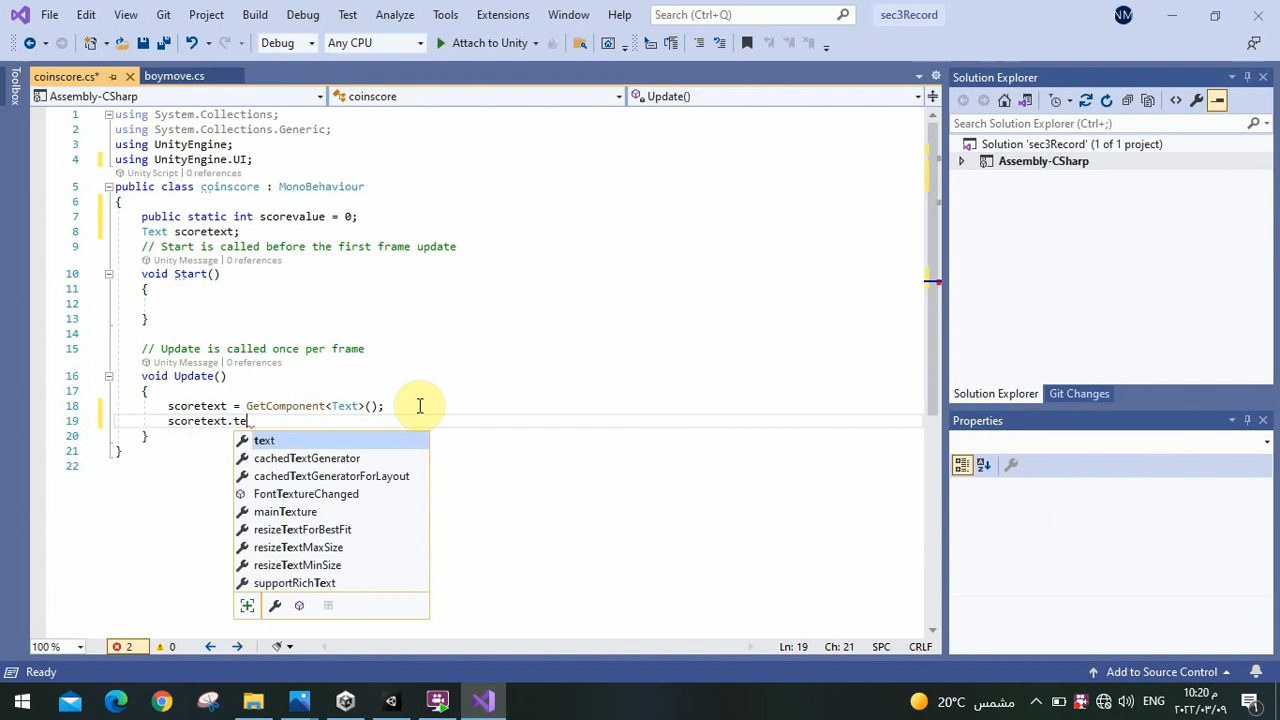 File Edit View Git Project Build Debug Test Analyze Tools Extensions Window Help Search (Ctrl+Q) sec3Record NM
Debug Any CPU Attach to Unity
Toolbox
coinscore.cs* boymove.cs
Assembly-CSharp coinscore Update()
1 using System.Collections;
2 using System.Collections.Generic;
3 using UnityEngine;
4 using UnityEngine.UI;
Unity Script | 0 references
5 public class coinscore : MonoBehaviour
6 {
7 public static int scorevalue = 0;
8 Text scoretext;
9 // Start is called before the first frame update
Unity Message | 0 references
10 void Start()
11 {
12
13 }
14
15 // Update is called once per frame
Unity Message | 0 references
16 void Update()
17 {
18 scoretext = GetComponent<Text>();
19 scoretext.te
20 }
21 }
22
text
cachedTextGenerator
cachedTextGeneratorForLayout
FontTextureChanged
mainTexture
resizeTextForBestFit
resizeTextMaxSize
resizeTextMinSize
supportRichText
100 % 2 0 Ln: 19 Ch: 21 SPC CRLF
Solution Explorer
Search Solution Explorer (Ctrl+;)
Solution 'sec3Record' (1 of 1 project)
Assembly-CSharp
Solution Explorer Git Changes
Properties
Ready Add to Source Control
20°C مشمس ENG 10:20 م
٢٠٢٢/٠٣/٠٩ 1